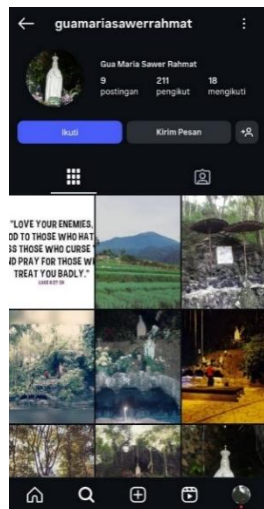 guamariasawerrahmat
Gua Maria Sawer Rahmat
9 211 18
postingan pengikut mengikuti
Ikuti Kirim Pesan
"LOVE YOUR ENEMIES,
OD TO THOSE WHO HAT
SS THOSE WHO CURSE
ND PRAY FOR THOSE W
TREAT YOU BADLY."